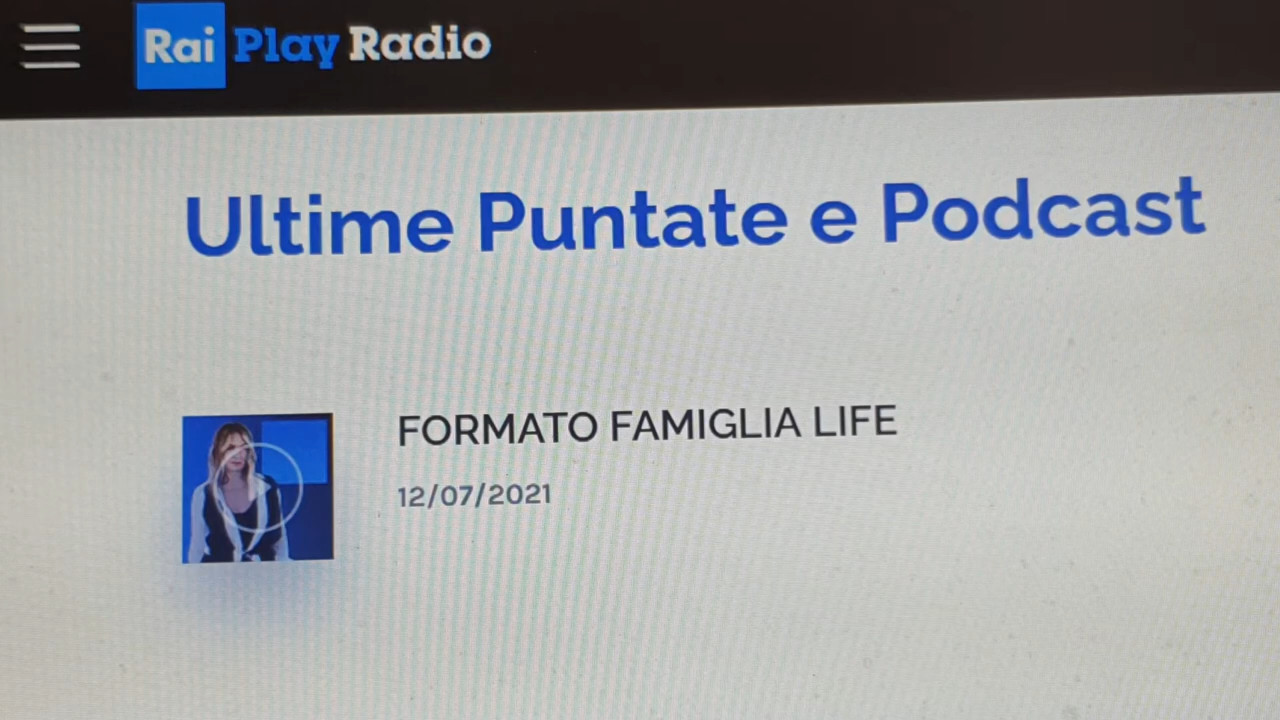 Rai Play Radio
Ultime Puntate e Podcast
FORMATO FAMIGLIA LIFE
12/07/2021